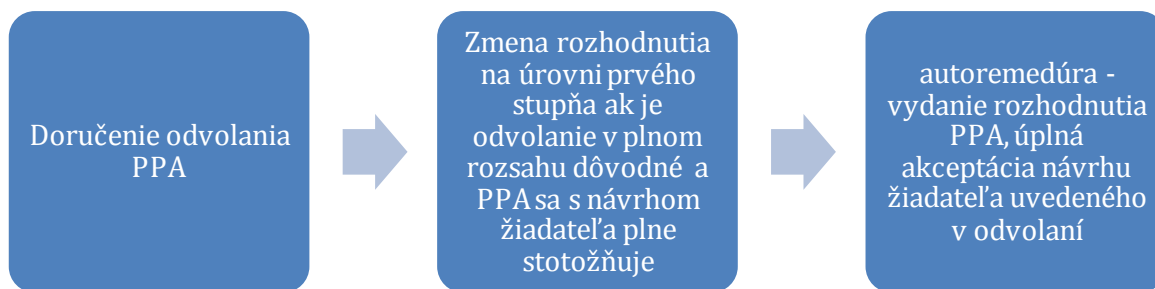 Doručenie odvolania
PPA
Zmena rozhodnutia
na úrovni prvého
stupňa ak je
odvolanie v plnom
rozsahu dôvodné a
PPA sa s návrhom
žiadateľa plne
stotožňuje
autoremedúra -
vydanie rozhodnutia
PPA, úplná
akceptácia návrhu
žiadateľa uvedeného
v odvolaní